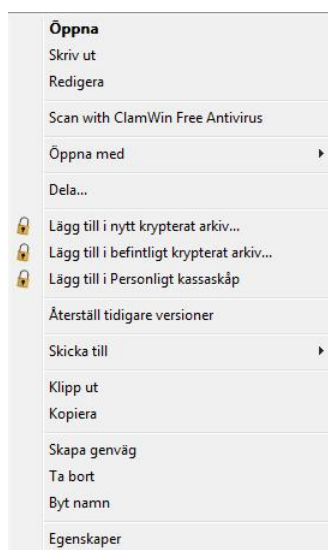 Öppna
Skriv ut
Redigera
Scan with ClamWin Free Antivirus
Öppna med
Dela...
Lägg till i nytt krypterat arkiv...
Lägg till i befintligt krypterat arkiv...
Lägg till i Personligt kassaskåp
Återställ tidigare versioner
Skicka till
Klipp ut
Kopiera
Skapa genväg
Ta bort
Byt namn
Egenskaper